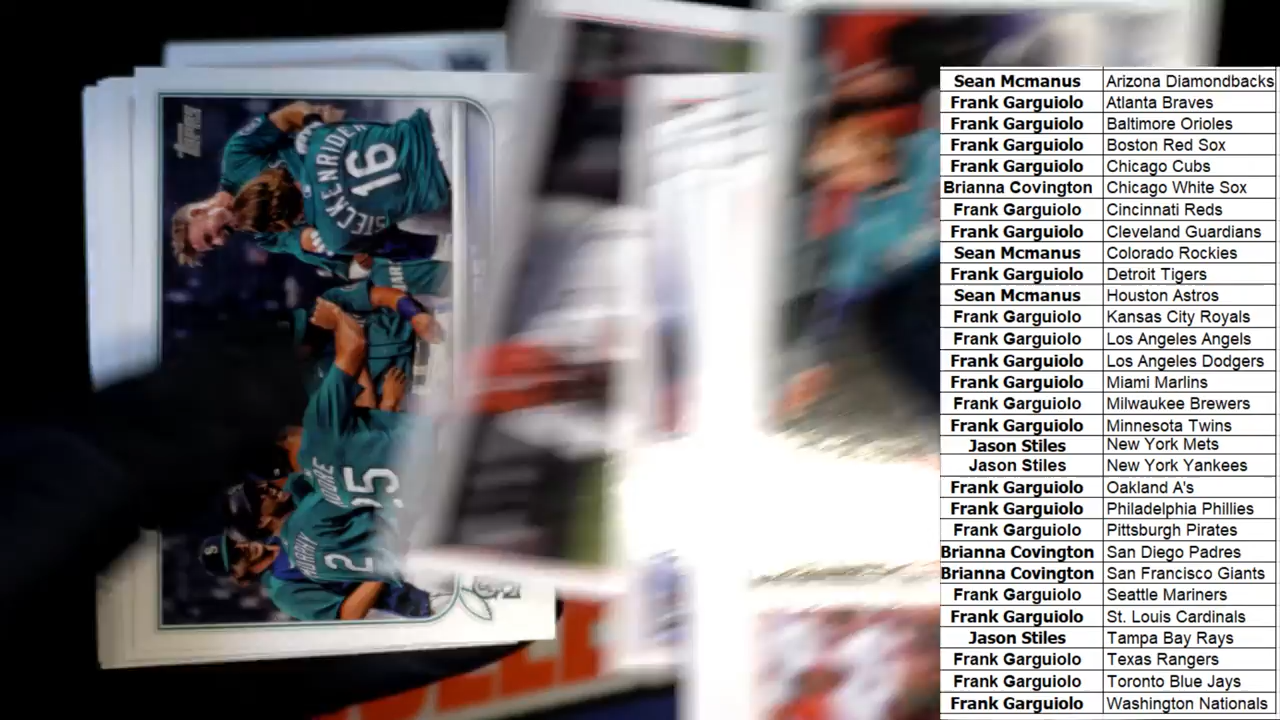 Topps
STECKENRIDER
16
MOORE
25
MURPHY
2
S
Sean Mcmanus Arizona Diamondbacks
Frank Garguiolo Atlanta Braves
Frank Garguiolo Baltimore Orioles
Frank Garguiolo Boston Red Sox
Frank Garguiolo Chicago Cubs
Brianna Covington Chicago White Sox
Frank Garguiolo Cincinnati Reds
Frank Garguiolo Cleveland Guardians
Sean Mcmanus Colorado Rockies
Frank Garguiolo Detroit Tigers
Sean Mcmanus Houston Astros
Frank Garguiolo Kansas City Royals
Frank Garguiolo Los Angeles Angels
Frank Garguiolo Los Angeles Dodgers
Frank Garguiolo Miami Marlins
Frank Garguiolo Milwaukee Brewers
Frank Garguiolo Minnesota Twins
Jason Stiles New York Mets
Jason Stiles New York Yankees
Frank Garguiolo Oakland A's
Frank Garguiolo Philadelphia Phillies
Frank Garguiolo Pittsburgh Pirates
Brianna Covington San Diego Padres
Brianna Covington San Francisco Giants
Frank Garguiolo Seattle Mariners
Frank Garguiolo St. Louis Cardinals
Jason Stiles Tampa Bay Rays
Frank Garguiolo Texas Rangers
Frank Garguiolo Toronto Blue Jays
Frank Garguiolo Washington Nationals